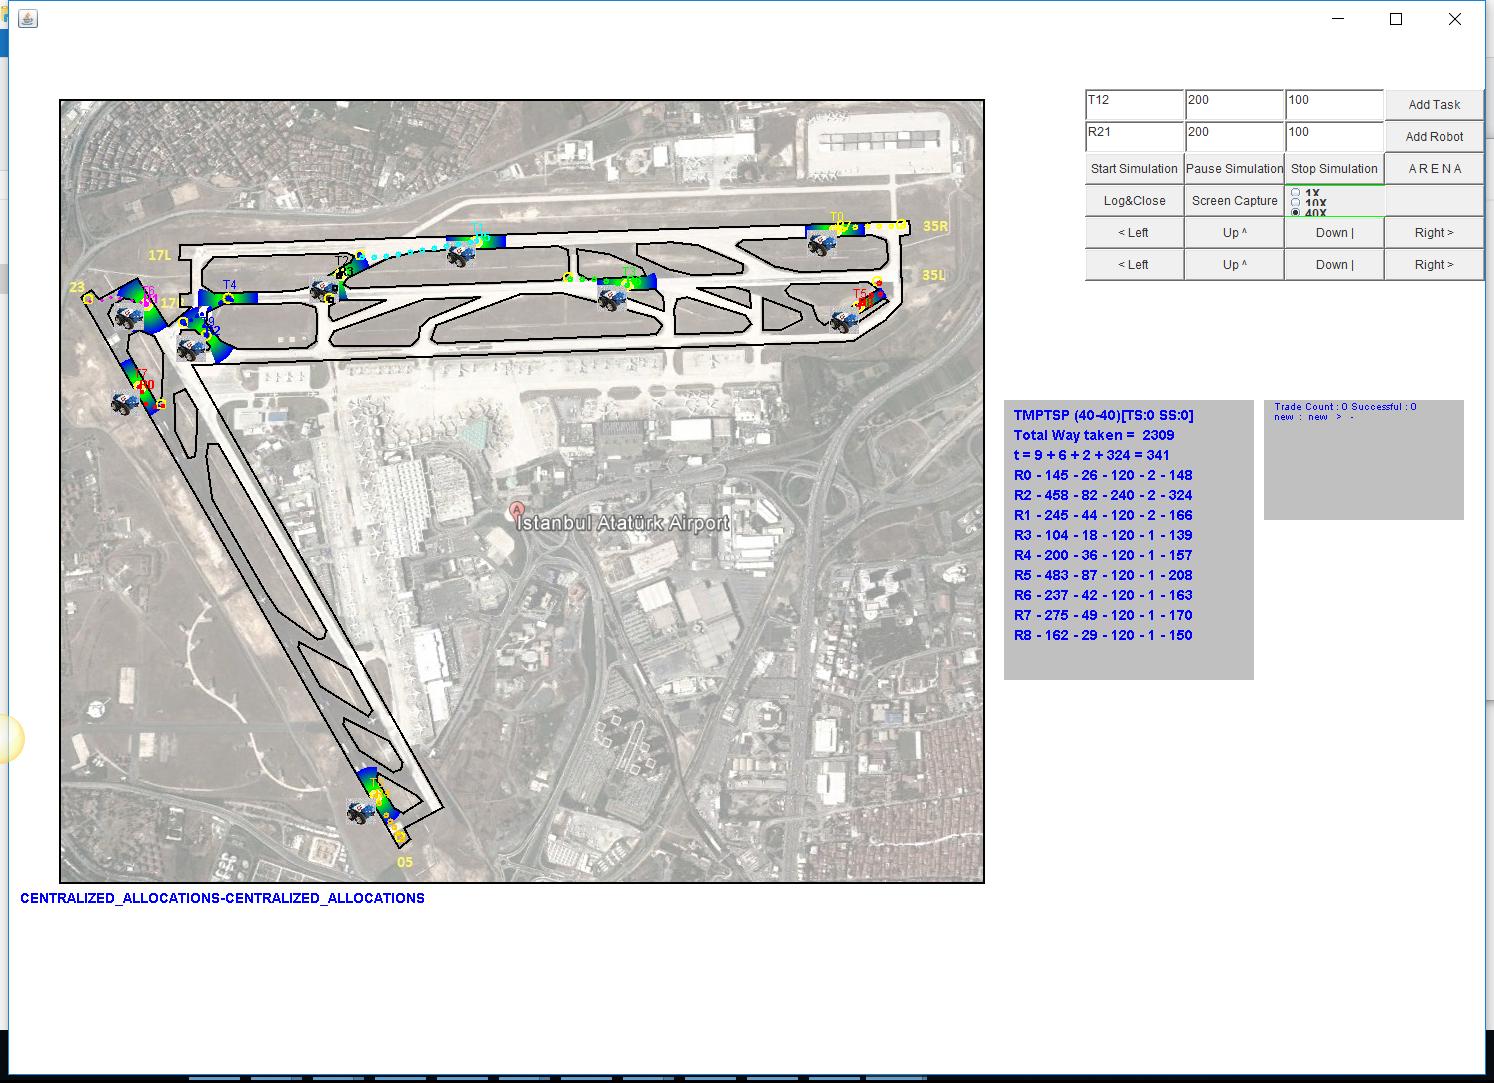 T12 200 100 Add Task
R21 200 100 Add Robot
Start Simulation Pause Simulation Stop Simulation A R E N A
Log&Close Screen Capture 1X
10X
40X
< Left Up ^ Down | Right >
< Left Up ^ Down | Right >
T0
35R
17L
T2
35L
T3
23
T4
17R
T5
T7
R0
A
İstanbul Atatürk Airport
05
TMPTSP (40-40)[TS:0 SS:0]
Total Way taken = 2309
t = 9 + 6 + 2 + 324 = 341
R0 - 145 - 26 - 120 - 2 - 148
R2 - 458 - 82 - 240 - 2 - 324
R1 - 245 - 44 - 120 - 2 - 166
R3 - 104 - 18 - 120 - 1 - 139
R4 - 200 - 36 - 120 - 1 - 157
R5 - 483 - 87 - 120 - 1 - 208
R6 - 237 - 42 - 120 - 1 - 163
R7 - 275 - 49 - 120 - 1 - 170
R8 - 162 - 29 - 120 - 1 - 150
Trade Count : 0 Successful : 0
new : new > -
CENTRALIZED_ALLOCATIONS-CENTRALIZED_ALLOCATIONS